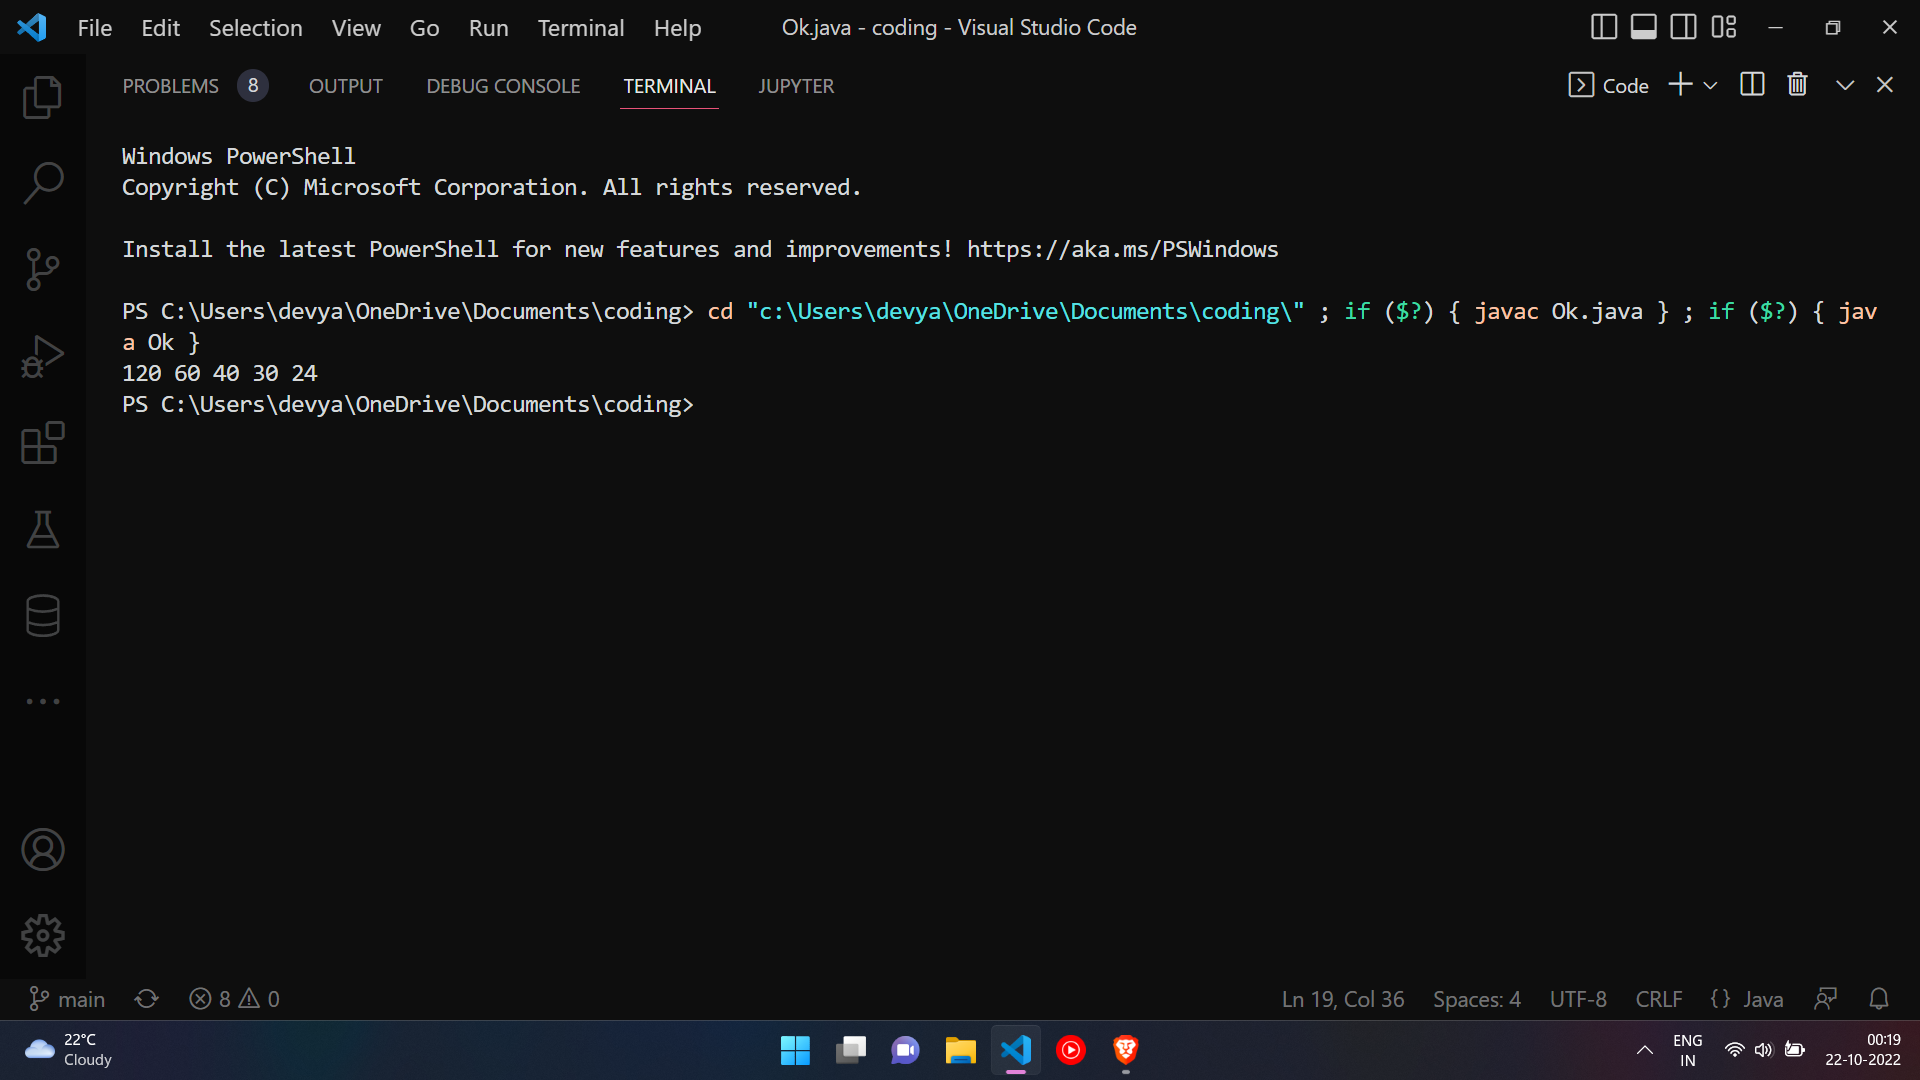 File Edit Selection View Go Run Terminal Help Ok.java - coding - Visual Studio Code
PROBLEMS 8 OUTPUT DEBUG CONSOLE TERMINAL JUPYTER Code
Windows PowerShell
Copyright (C) Microsoft Corporation. All rights reserved.
Install the latest PowerShell for new features and improvements! https://aka.ms/PSWindows
PS C:\Users\devya\OneDrive\Documents\coding> cd "c:\Users\devya\OneDrive\Documents\coding\" ; if ($?) { javac Ok.java } ; if ($?) { jav
a Ok }
120 60 40 30 24
PS C:\Users\devya\OneDrive\Documents\coding>
main 8 0 Ln 19, Col 36 Spaces: 4 UTF-8 CRLF {} Java
22°C
Cloudy
ENG
IN
00:19
22-10-2022